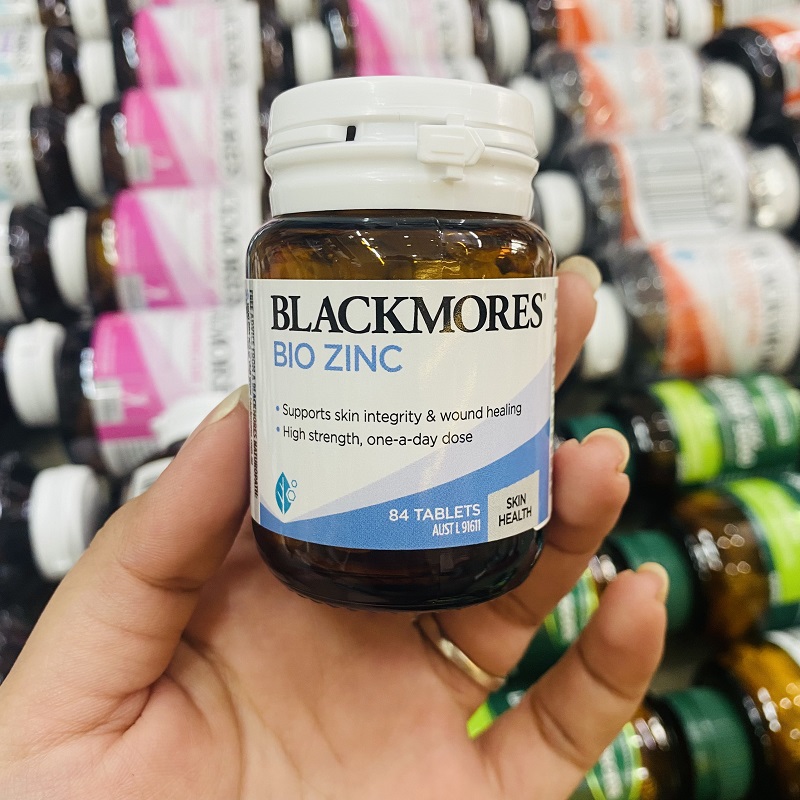 BLACKMORES®
BIO ZINC
• Supports skin integrity & wound healing
• High strength, one-a-day dose
84 TABLETS
AUST L 91611
SKIN
HEALTH